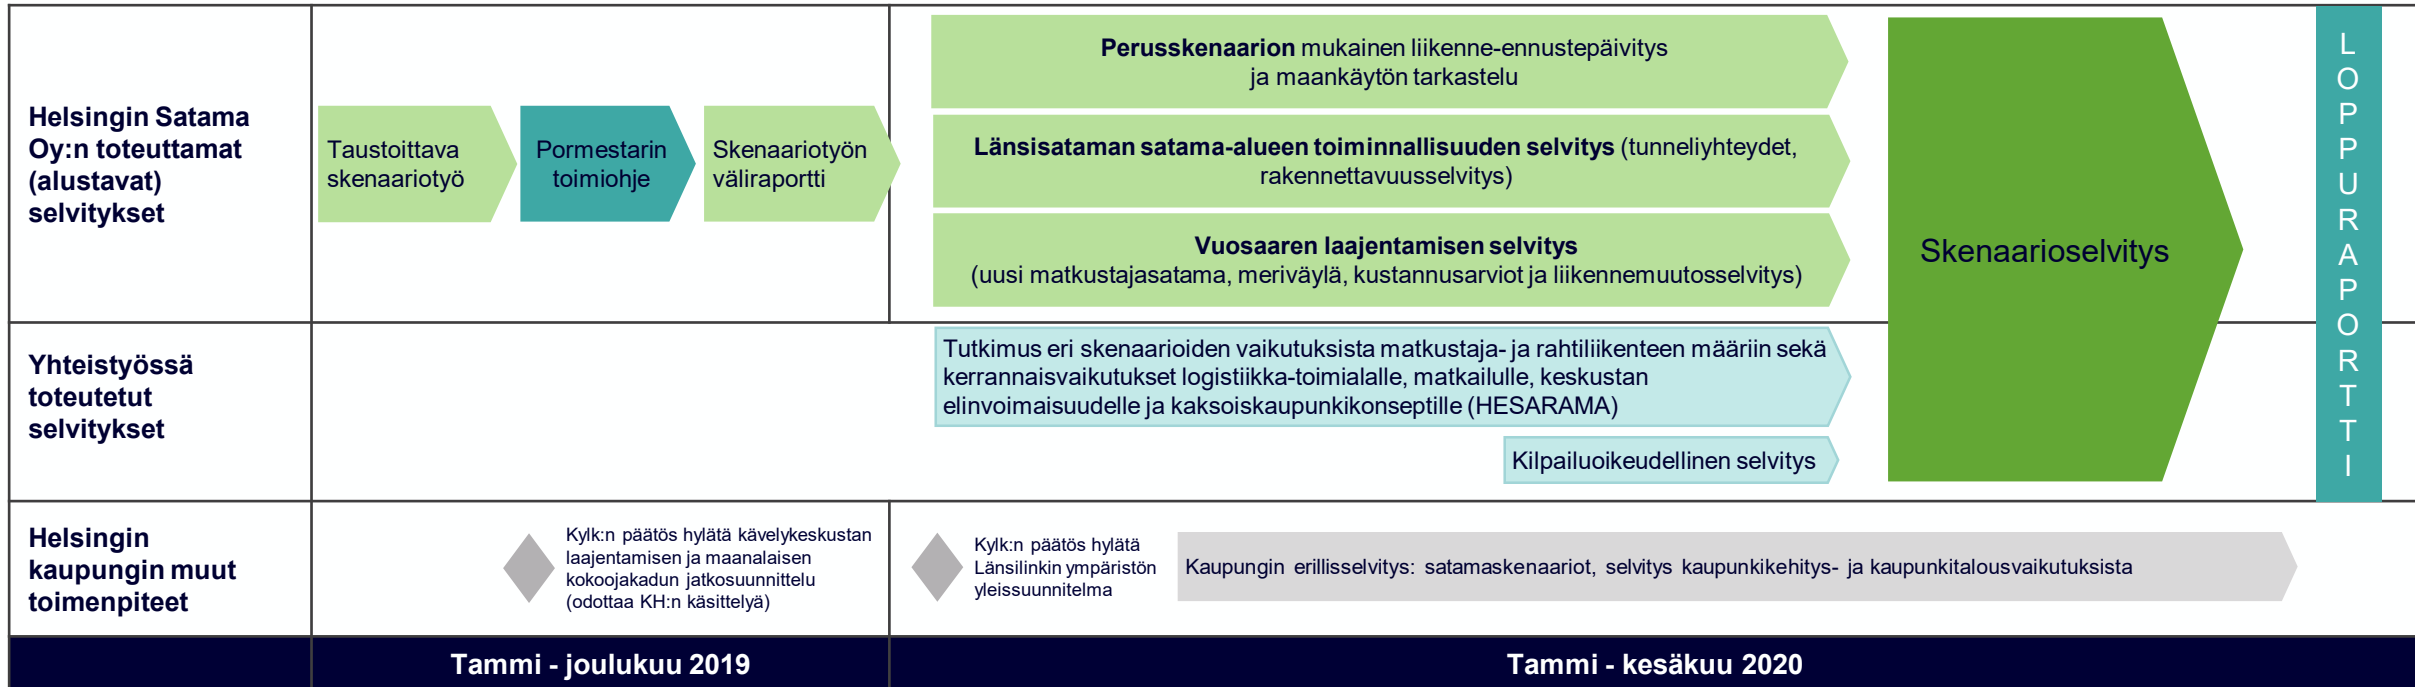 Helsingin Satama
Oy:n toteuttamat
(alustavat)
selvitykset
Taustoittava
skenaariotyö
Pormestarin
toimiohje
Skenaariotyön
väliraportti
Perusskenaarion mukainen liikenne-ennustepäivitys
ja maankäytön tarkastelu
Länsisataman satama-alueen toiminnallisuuden selvitys (tunneliyhteydet,
rakennettavuusselvitys)
Vuosaaren laajentamisen selvitys
(uusi matkustajasatama, meriväylä, kustannusarviot ja liikennemuutosselvitys)
Skenaarioselvitys
L
O
P
P
U
R
A
P
O
R
T
T
I
Yhteistyössä
toteutetut
selvitykset
Tutkimus eri skenaarioiden vaikutuksista matkustaja- ja rahtiliikenteen määriin sekä
kerrannaisvaikutukset logistiikka-toimialalle, matkailulle, keskustan
elinvoimaisuudelle ja kaksoiskaupunkikonseptille (HESARAMA)
Kilpailuoikeudellinen selvitys
Helsingin
kaupungin muut
toimenpiteet
Kylk:n päätös hylätä kävelykeskustan
laajentamisen ja maanalaisen
kokoojakadun jatkosuunnittelu
(odottaa KH:n käsittelyä)
Kylk:n päätös hylätä
Länsilinkin ympäristön
yleissuunnitelma
Kaupungin erillisselvitys: satamaskenaariot, selvitys kaupunkikehitys- ja kaupunkitalousvaikutuksista
Tammi - joulukuu 2019
Tammi - kesäkuu 2020